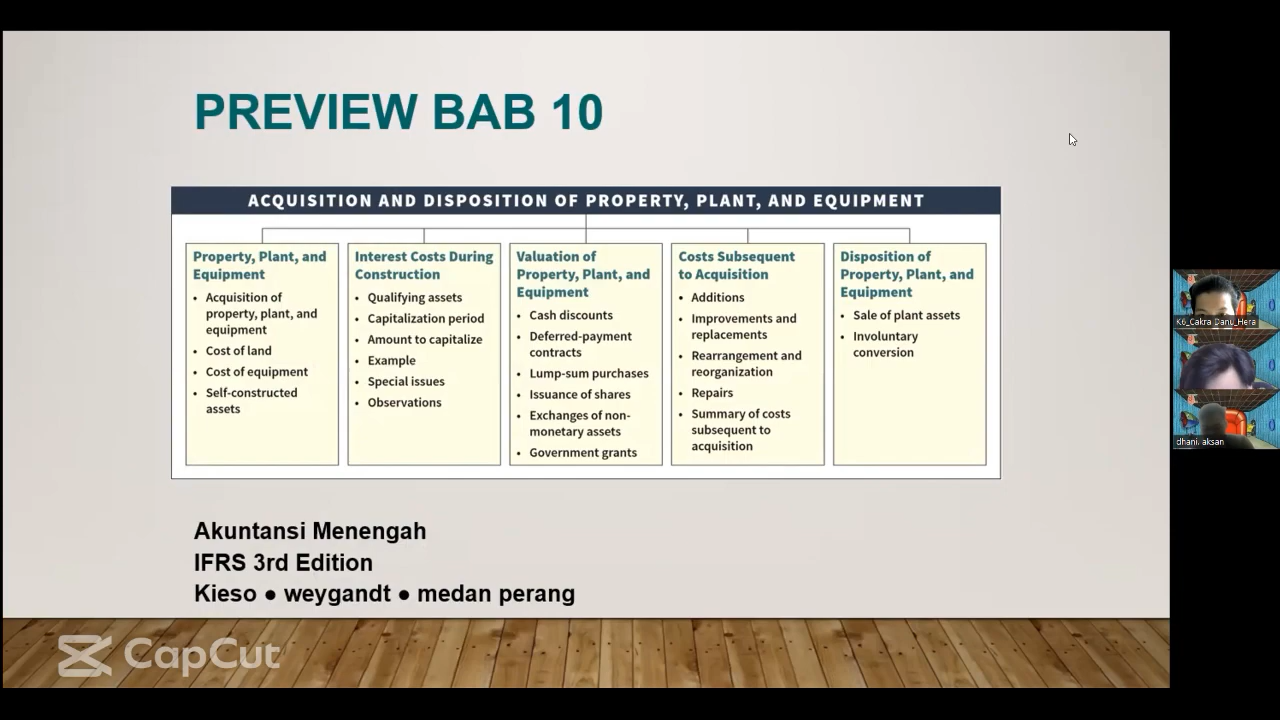 PREVIEW BAB 10
ACQUISITION AND DISPOSITION OF PROPERTY, PLANT, AND EQUIPMENT
Property, Plant, and
Equipment
• Acquisition of
property, plant, and
equipment
• Cost of land
• Cost of equipment
• Self-constructed
assets
Interest Costs During
Construction
• Qualifying assets
• Capitalization period
• Amount to capitalize
• Example
• Special issues
• Observations
Valuation of
Property, Plant, and
Equipment
• Cash discounts
• Deferred-payment
contracts
• Lump-sum purchases
• Issuance of shares
• Exchanges of non-
monetary assets
• Government grants
Costs Subsequent
to Acquisition
• Additions
• Improvements and
replacements
• Rearrangement and
reorganization
• Repairs
• Summary of costs
subsequent to
acquisition
Disposition of
Property, Plant, and
Equipment
• Sale of plant assets
• Involuntary
conversion
Akuntansi Menengah
IFRS 3rd Edition
Kieso ● weygandt ● medan perang
CapCut
K6_Cakra Danu_Hera
dhani. aksan